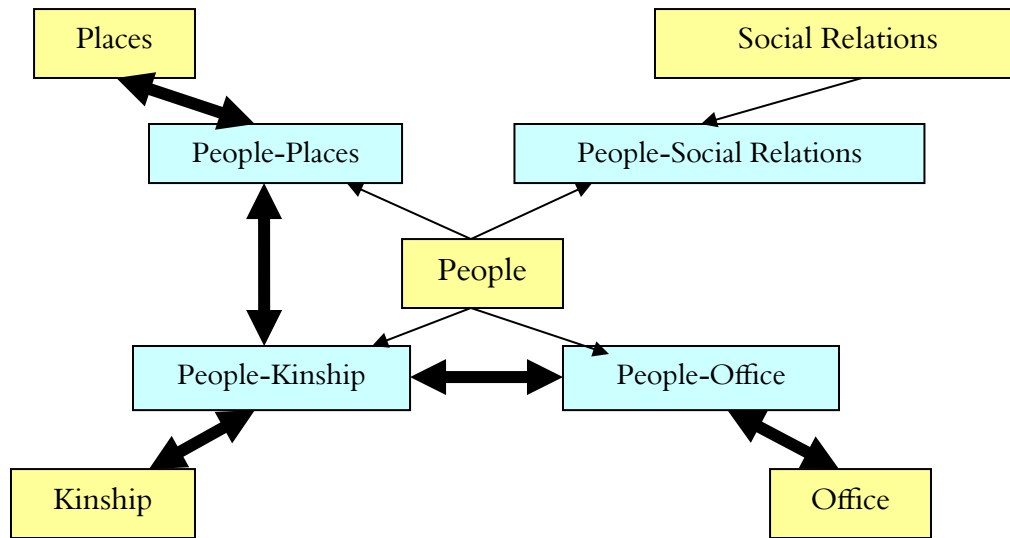 Places
Social Relations
People-Places
People-Social Relations
People
People-Kinship
People-Office
Kinship
Office